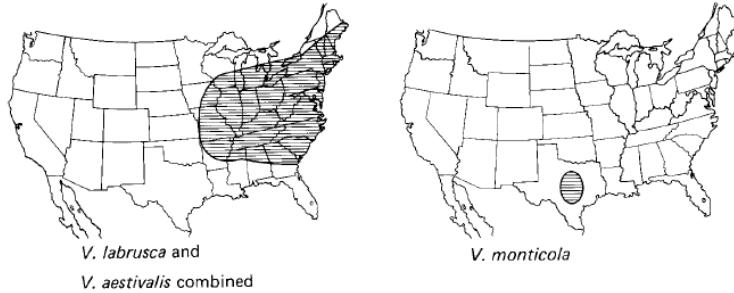 V. labrusca and
V. aestivalis combined
V. monticola